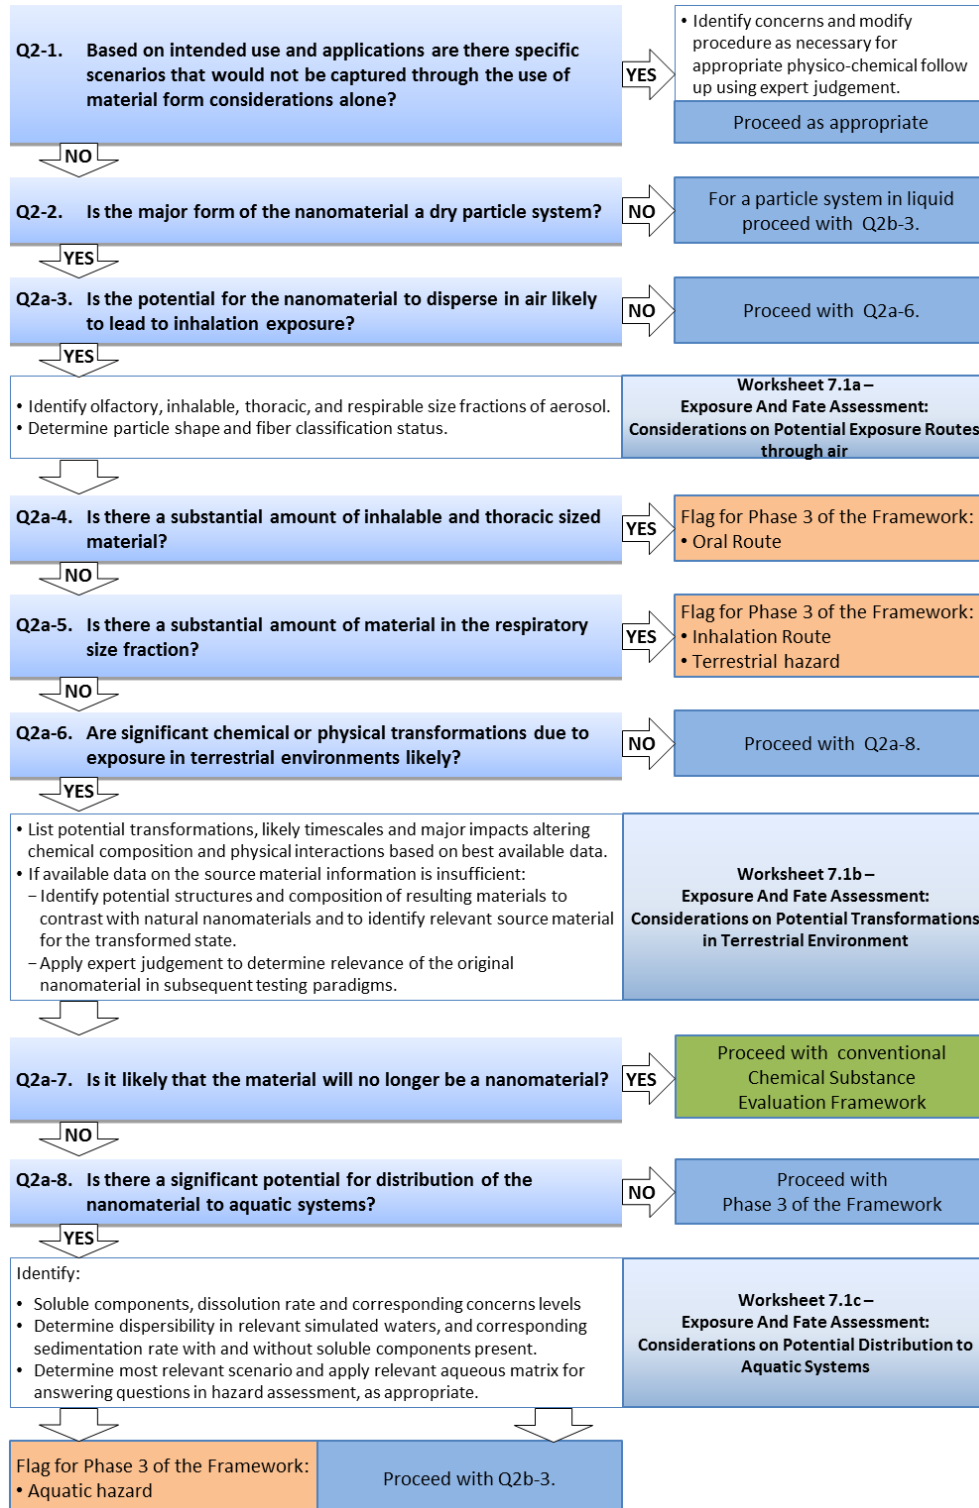 Q2-1. Based on intended use and applications are there specific
scenarios that would not be captured through the use of
material form considerations alone?
YES
• Identify concerns and modify
procedure as necessary for
appropriate physico-chemical follow
up using expert judgement.
Proceed as appropriate
NO
Q2-2. Is the major form of the nanomaterial a dry particle system?
NO
For a particle system in liquid
proceed with Q2b-3.
YES
Q2a-3. Is the potential for the nanomaterial to disperse in air likely
to lead to inhalation exposure?
NO
Proceed with Q2a-6.
YES
• Identify olfactory, inhalable, thoracic, and respirable size fractions of aerosol.
• Determine particle shape and fiber classification status.
Worksheet 7.1a –
Exposure And Fate Assessment:
Considerations on Potential Exposure Routes
through air
Q2a-4. Is there a substantial amount of inhalable and thoracic sized
material?
YES
Flag for Phase 3 of the Framework:
• Oral Route
NO
Q2a-5. Is there a substantial amount of material in the respiratory
size fraction?
YES
Flag for Phase 3 of the Framework:
• Inhalation Route
• Terrestrial hazard
NO
Q2a-6. Are significant chemical or physical transformations due to
exposure in terrestrial environments likely?
NO
Proceed with Q2a-8.
YES
• List potential transformations, likely timescales and major impacts altering
chemical composition and physical interactions based on best available data.
• If available data on the source material information is insufficient:
– Identify potential structures and composition of resulting materials to
contrast with natural nanomaterials and to identify relevant source material
for the transformed state.
– Apply expert judgement to determine relevance of the original
nanomaterial in subsequent testing paradigms.
Worksheet 7.1b –
Exposure And Fate Assessment:
Considerations on Potential Transformations
in Terrestrial Environment
Q2a-7. Is it likely that the material will no longer be a nanomaterial?
YES
Proceed with conventional
Chemical Substance
Evaluation Framework
NO
Q2a-8. Is there a significant potential for distribution of the
nanomaterial to aquatic systems?
NO
Proceed with
Phase 3 of the Framework
YES
Identify:
• Soluble components, dissolution rate and corresponding concerns levels
• Determine dispersibility in relevant simulated waters, and corresponding
sedimentation rate with and without soluble components present.
• Determine most relevant scenario and apply relevant aqueous matrix for
answering questions in hazard assessment, as appropriate.
Worksheet 7.1c –
Exposure And Fate Assessment:
Considerations on Potential Distribution to
Aquatic Systems
Flag for Phase 3 of the Framework:
• Aquatic hazard
Proceed with Q2b-3.